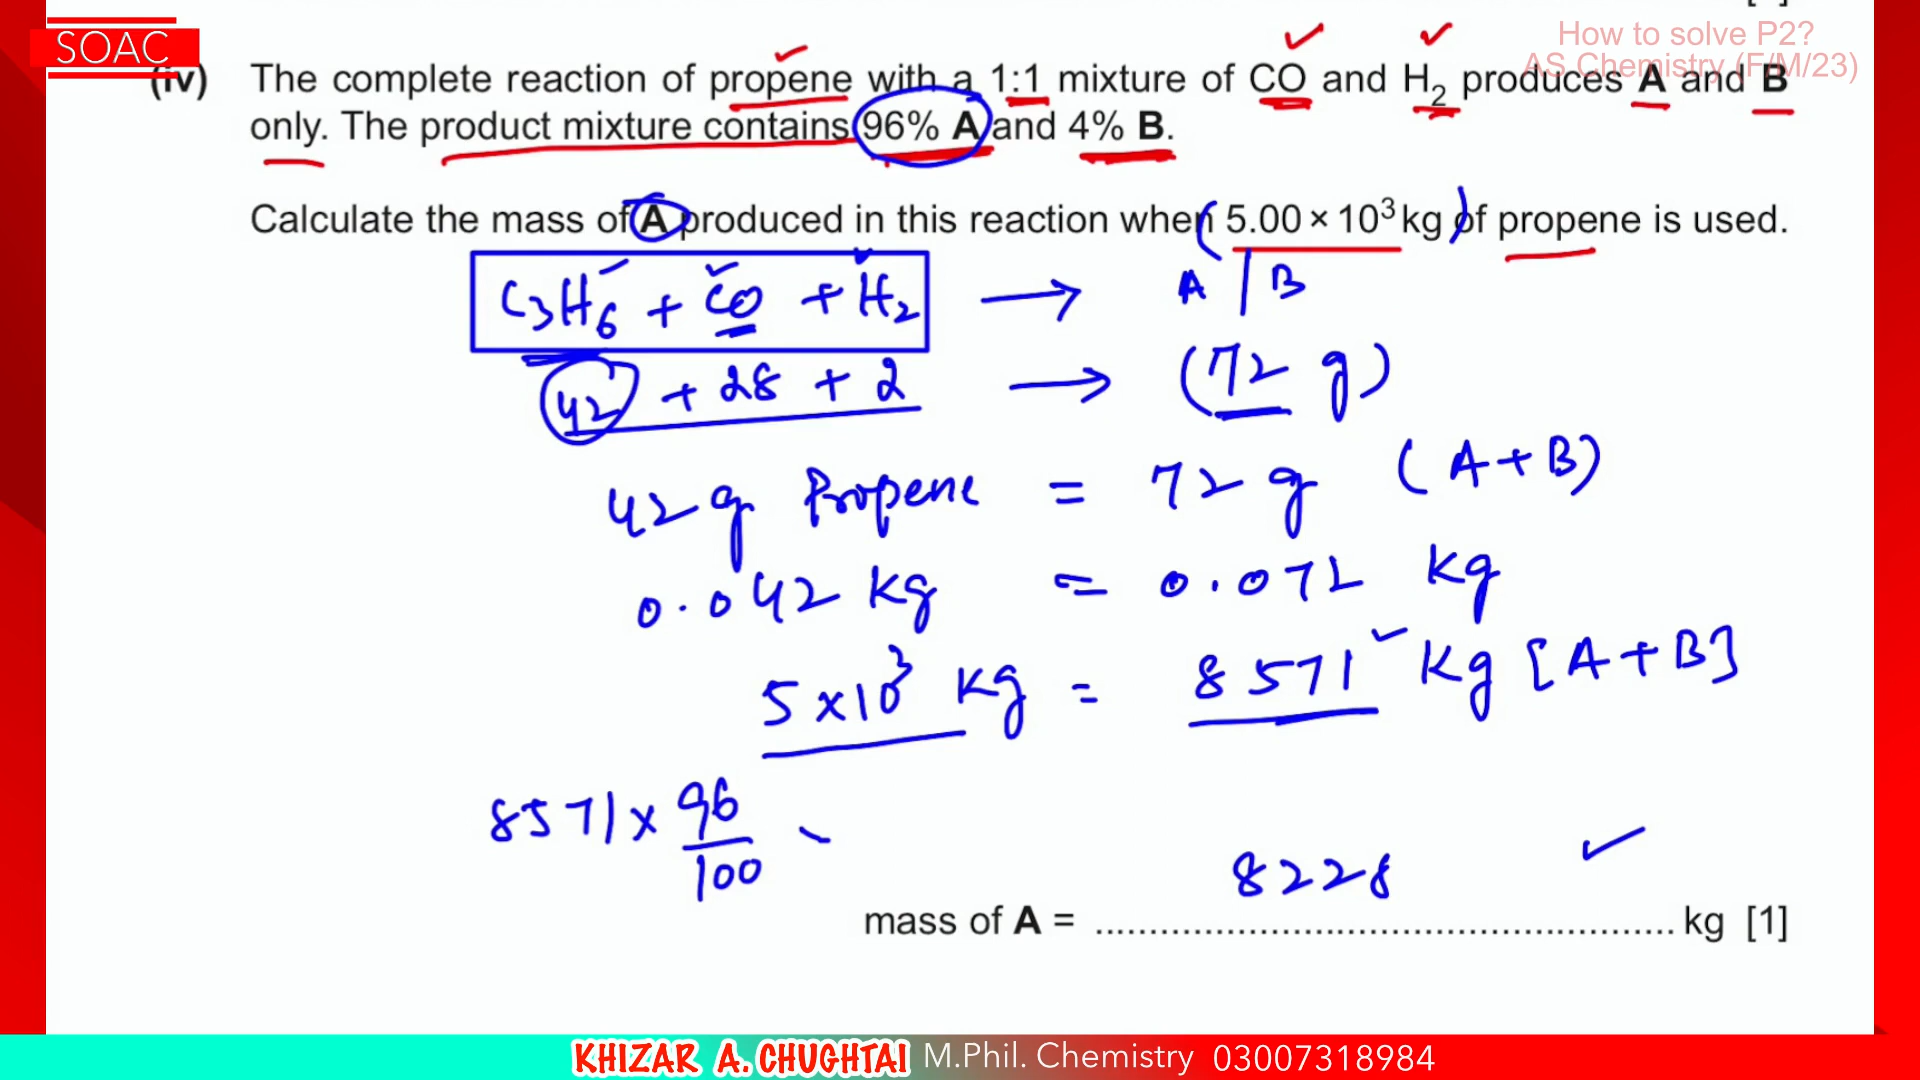 SOAC
How to solve P2?
AS Chemistry (F/M/23)
(iv) The complete reaction of propene with a 1:1 mixture of CO and H2 produces A and B
only. The product mixture contains 96% A and 4% B.
Calculate the mass of A produced in this reaction when 5.00 × 10³ kg of propene is used.
C3H6 + CO + H2 → A / B
42 + 28 + 2 → (72 g)
42 g Propene = 72 g (A+B)
0.042 kg = 0.072 kg
5 × 10³ kg = 8571 kg [A+B]
8571 × 96/100
8228
mass of A = ........................................................ kg [1]
KHIZAR A. CHUGHTAI M.Phil. Chemistry 03007318984